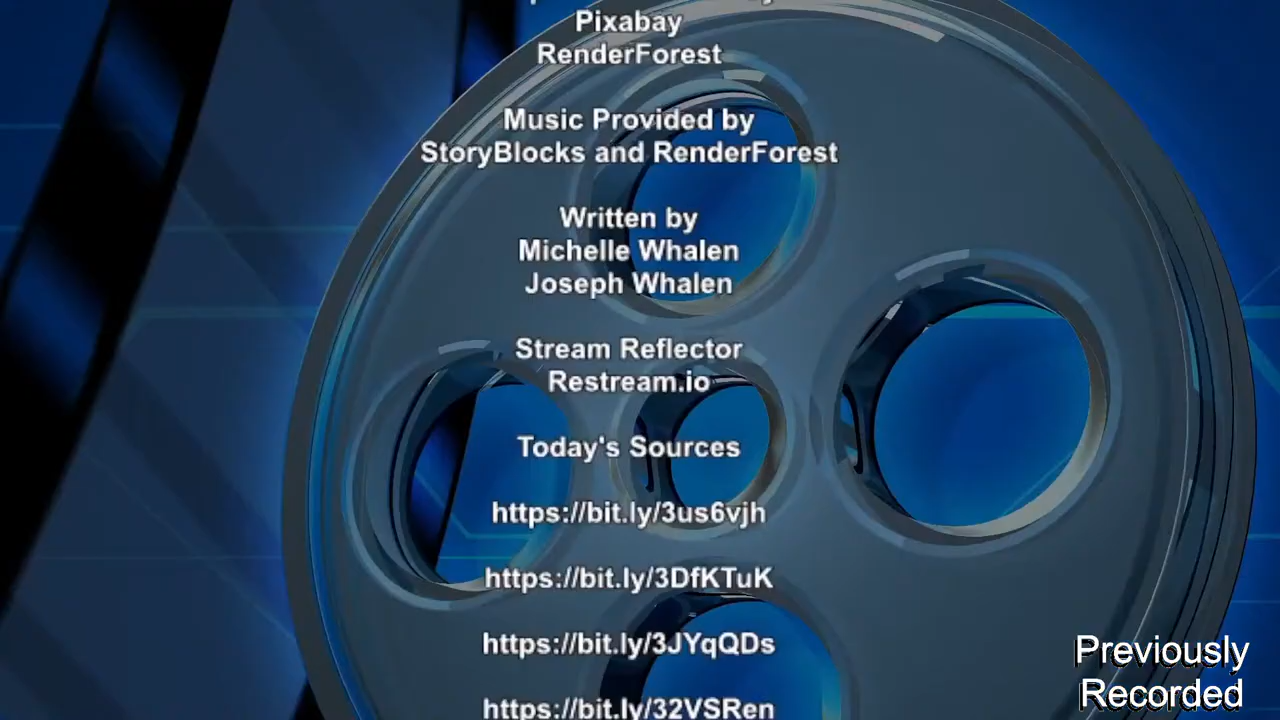 Pixabay
RenderForest
Music Provided by
StoryBlocks and RenderForest
Written by
Michelle Whalen
Joseph Whalen
Stream Reflector
Restream.io
Today's Sources
https://bit.ly/3us6vjh
https://bit.ly/3DfKTuK
https://bit.ly/3JYqQDs
https://bit.ly/32VSRen
Previously
Recorded